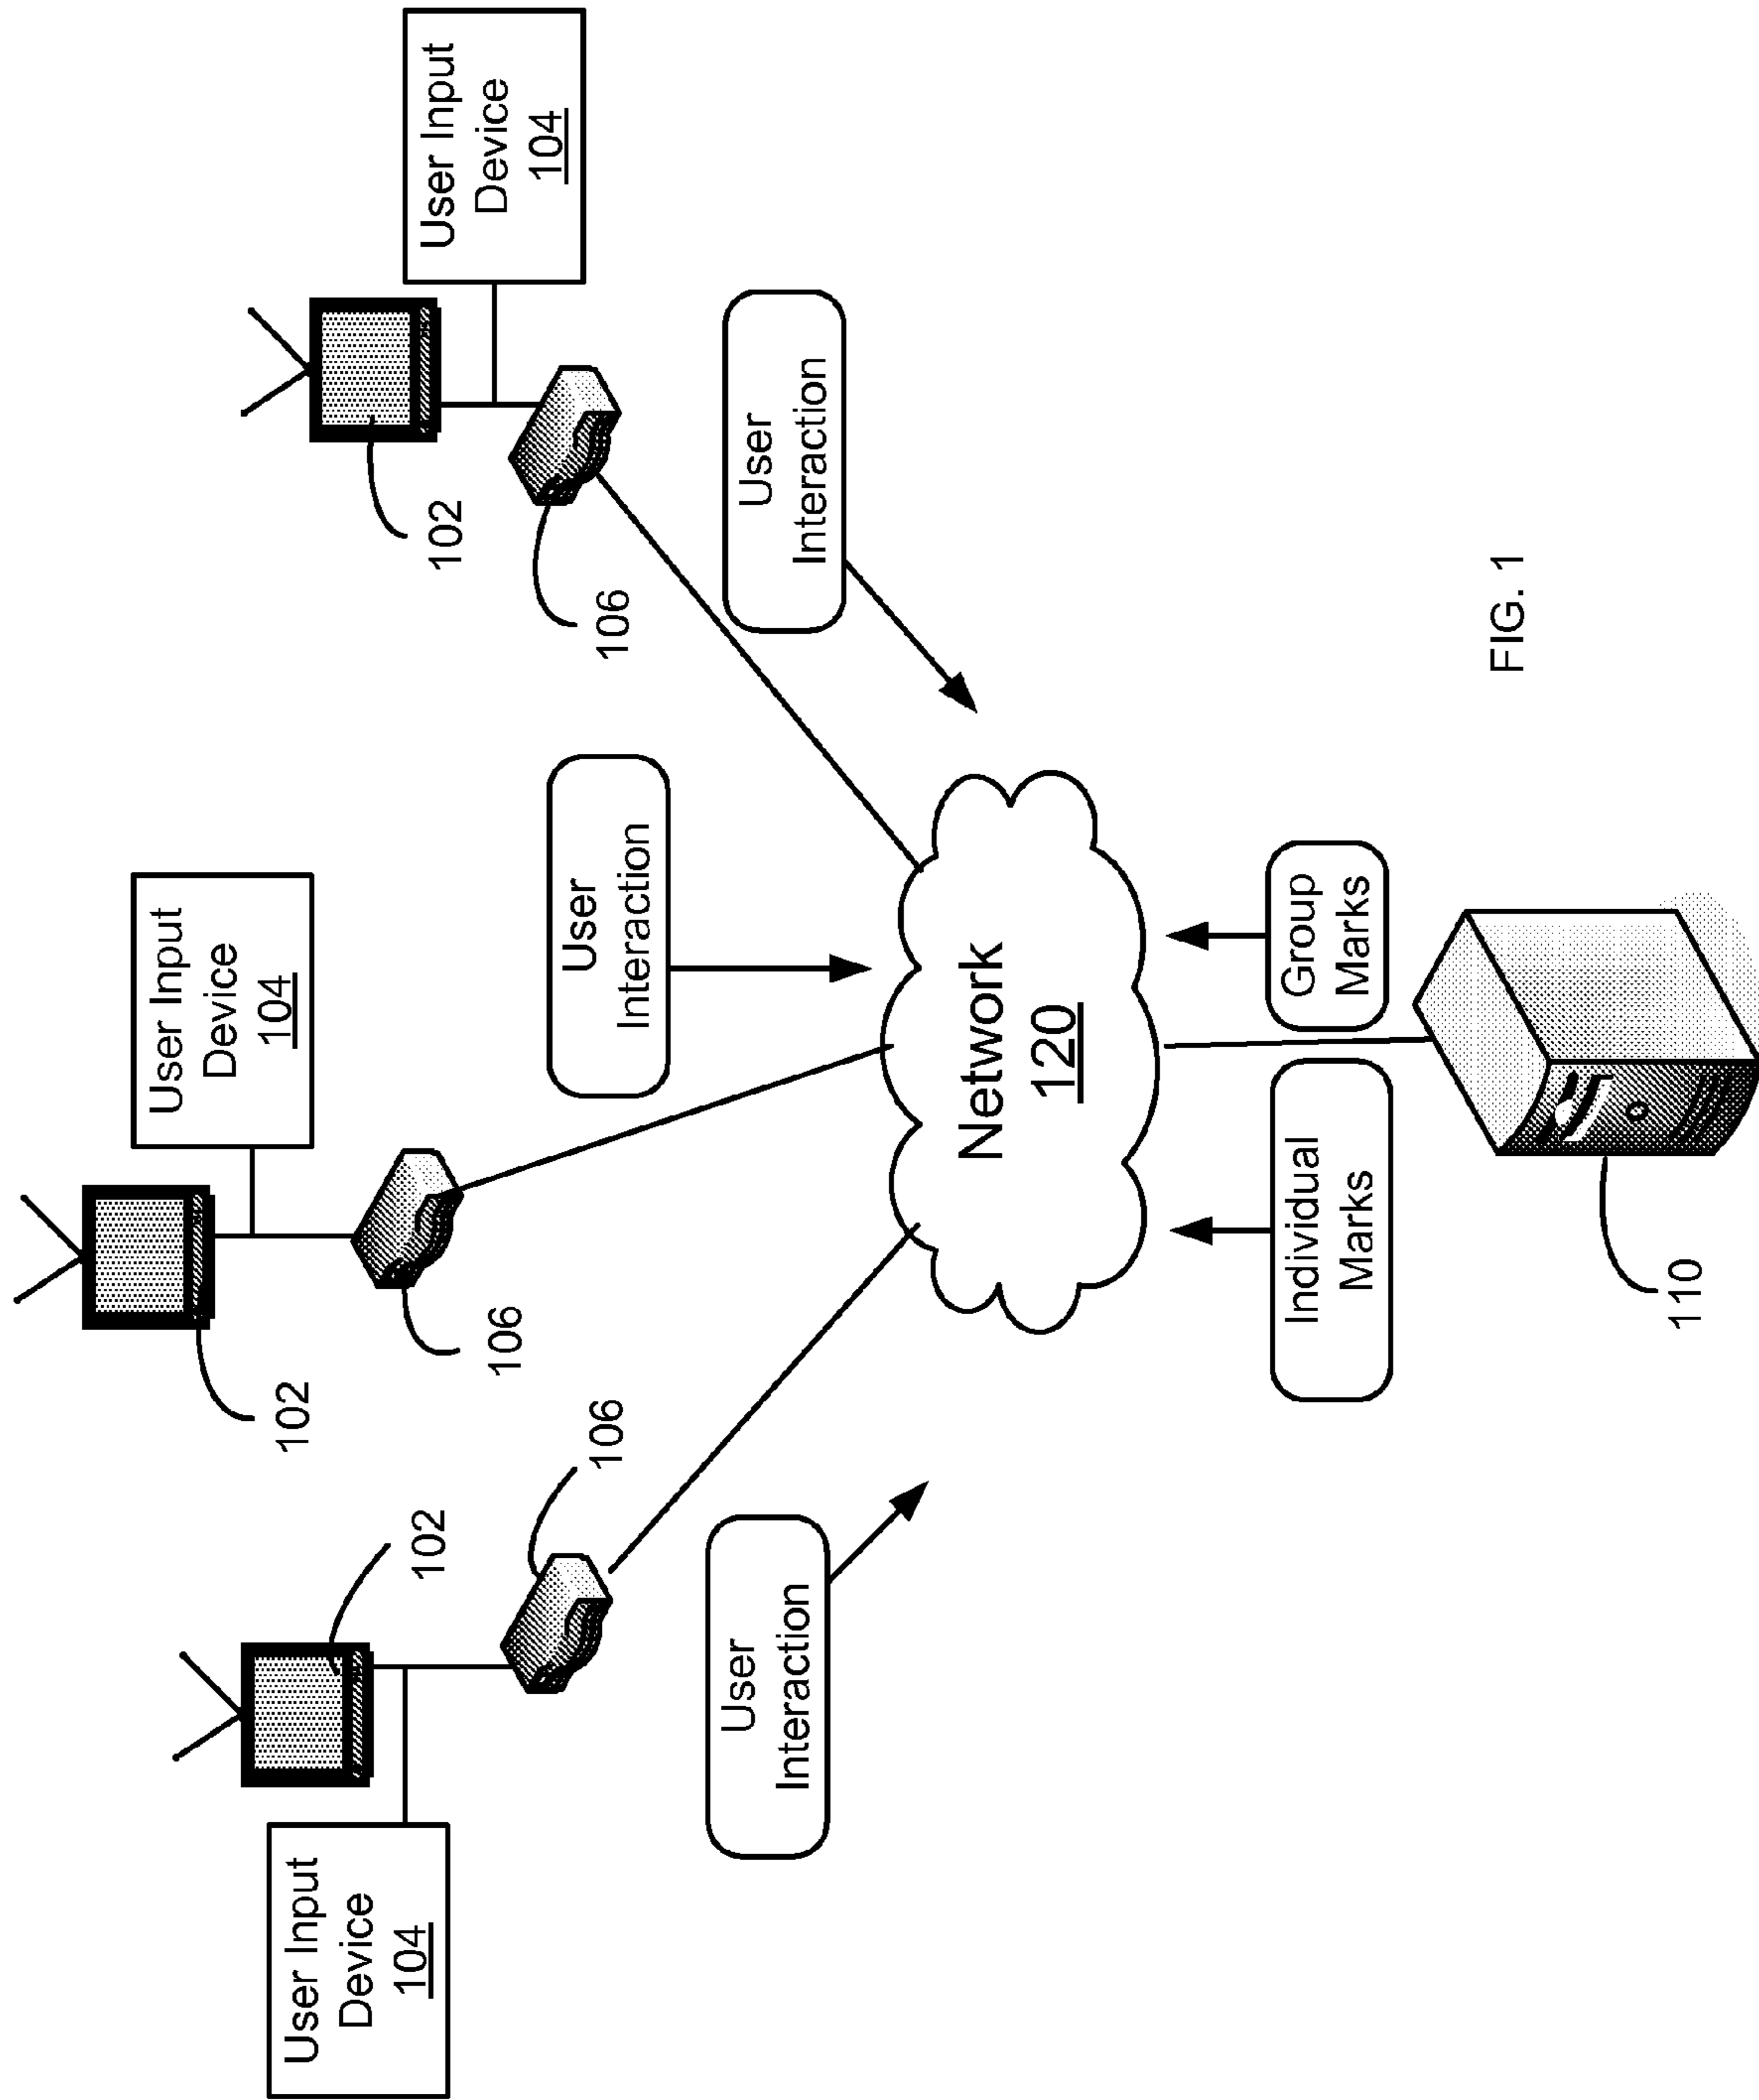 User Input
Device
104
102
106
User
Interaction
User Input
Device
104
102
106
User
Interaction
User Input
Device
104
102
106
User
Interaction
Network
120
Individual
Marks
Group
Marks
110
FIG. 1